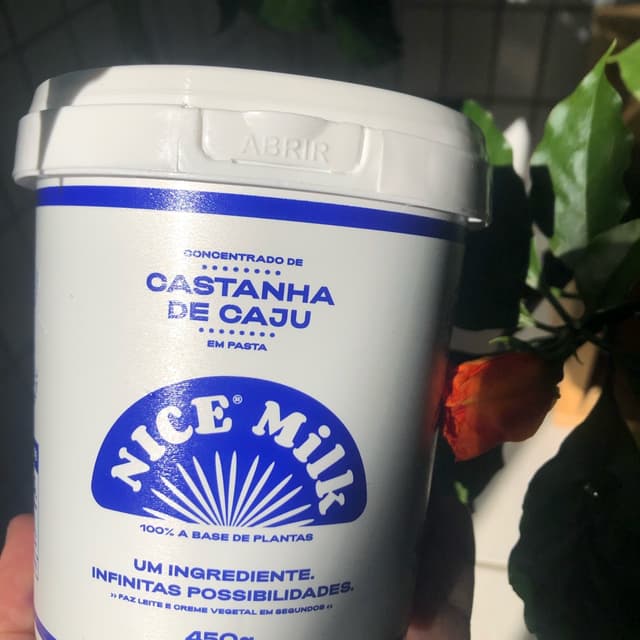 ABRIR
CONCENTRADO DE
CASTANHA
DE CAJU
EM PASTA
NICE® Milk
100% A BASE DE PLANTAS
UM INGREDIENTE.
INFINITAS POSSIBILIDADES.
» FAZ LEITE E CREME VEGETAL EM SEGUNDOS «
450g